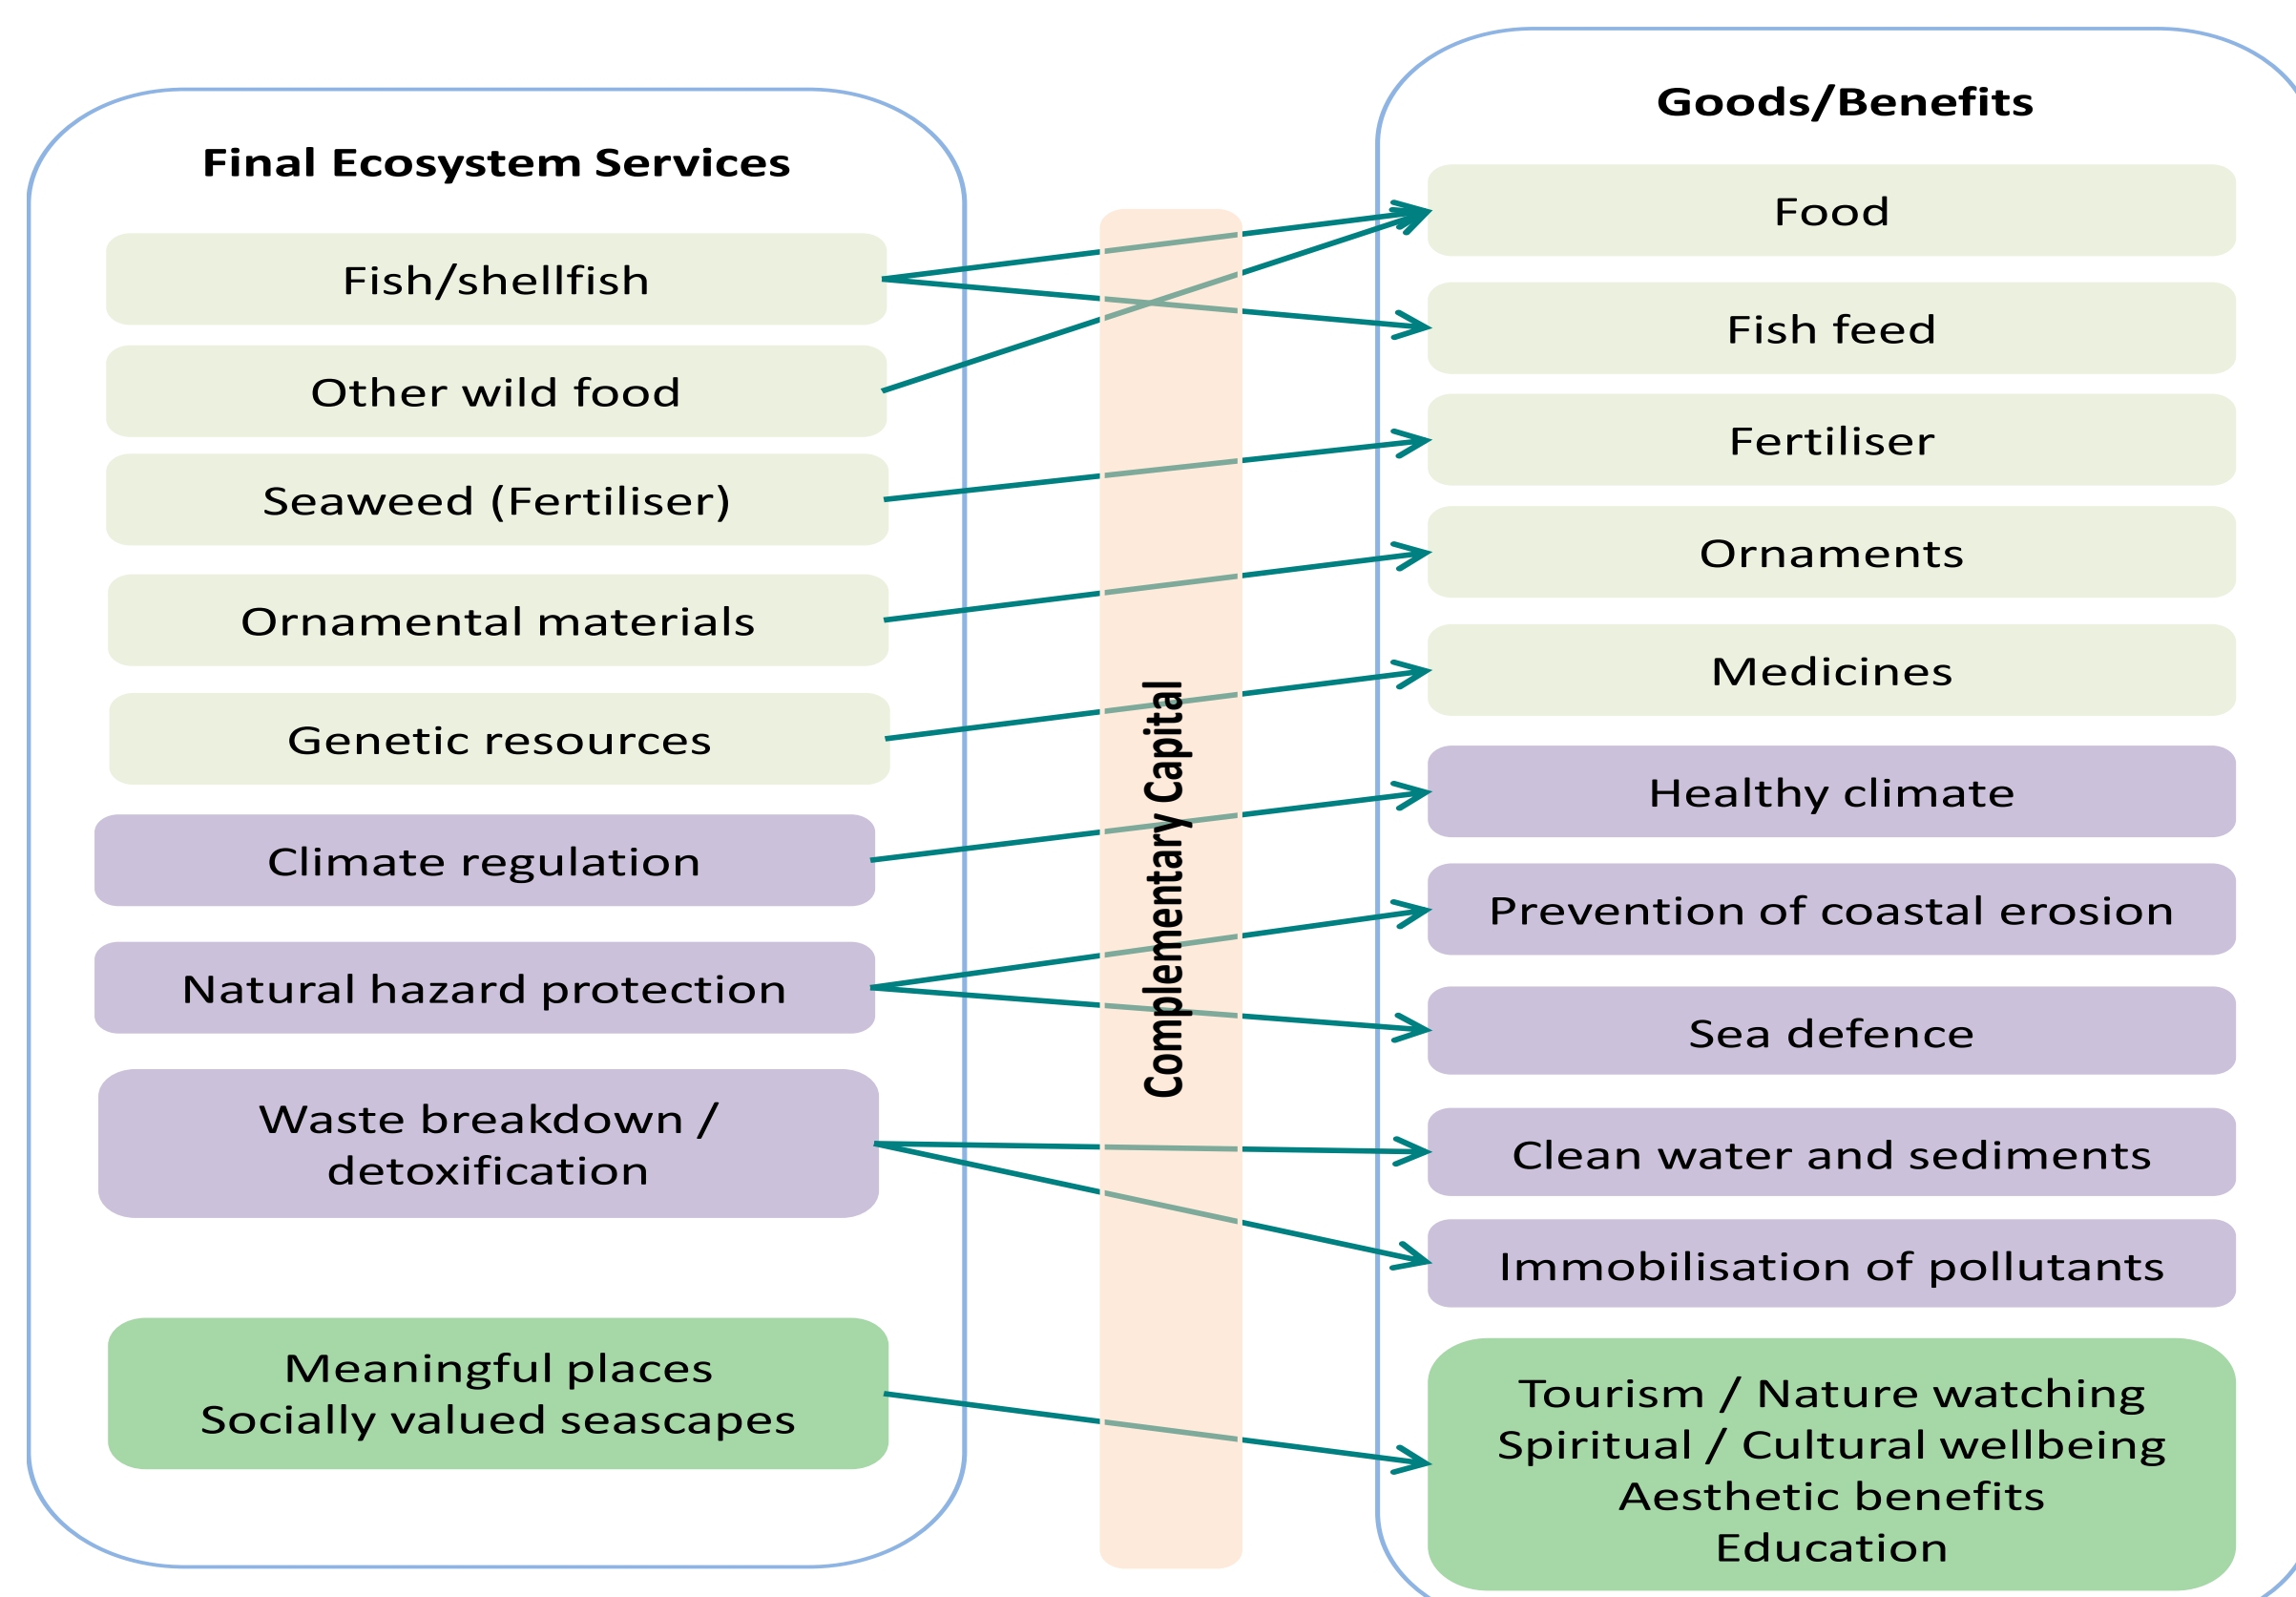 Final Ecosystem Services
Fish/shellfish
Other wild food
Seaweed (Fertiliser)
Ornamental materials
Genetic resources
Climate regulation
Natural hazard protection
Waste breakdown /
detoxification
Meaningful places
Socially valued seascapes
Complementary Capital
Goods/Benefits
Food
Fish feed
Fertiliser
Ornaments
Medicines
Healthy climate
Prevention of coastal erosion
Sea defence
Clean water and sediments
Immobilisation of pollutants
Tourism / Nature watching
Spiritual / Cultural wellbeing
Aesthetic benefits
Education